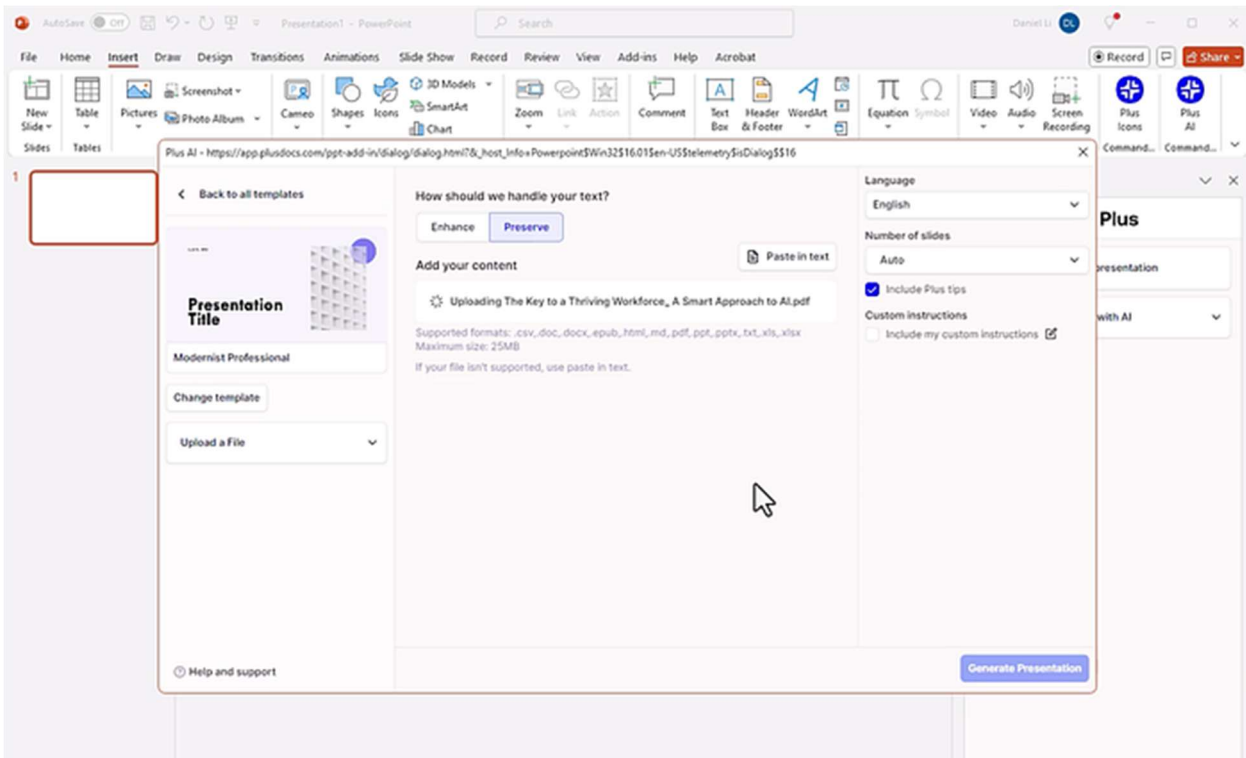 AutoSave Off Presentation1 - PowerPoint Search Daniel Li DL
File Home Insert Draw Design Transitions Animations Slide Show Record Review View Add-ins Help Acrobat Record Share
New Slide Table Pictures Screenshot Photo Album Cameo Shapes Icons 3D Models SmartArt Chart Zoom Link Action Comment Text Box Header & Footer WordArt Equation Symbol Video Audio Screen Recording Plus Icons Plus AI
Slides Tables Command... Command...
1
Plus AI - https://app.plusdocs.com/ppt-add-in/dialog/dialog.html?&_host_Info=Powerpoint$Win32$16.01$en-US$telemetry$isDialog$$16
Back to all templates
Presentation
Title
Modernist Professional
Change template
Upload a File
Help and support
How should we handle your text?
Enhance Preserve
Add your content
Paste in text
Uploading The Key to a Thriving Workforce_ A Smart Approach to AI.pdf
Supported formats: .csv,.doc,.docx,.epub,.html,.md,.pdf,.ppt,.pptx,.txt,.xls,.xlsx
Maximum size: 25MB
If your file isn't supported, use paste in text.
Language
English
Number of slides
Auto
Include Plus tips
Custom instructions
Include my custom instructions
Generate Presentation
Plus
presentation
with AI